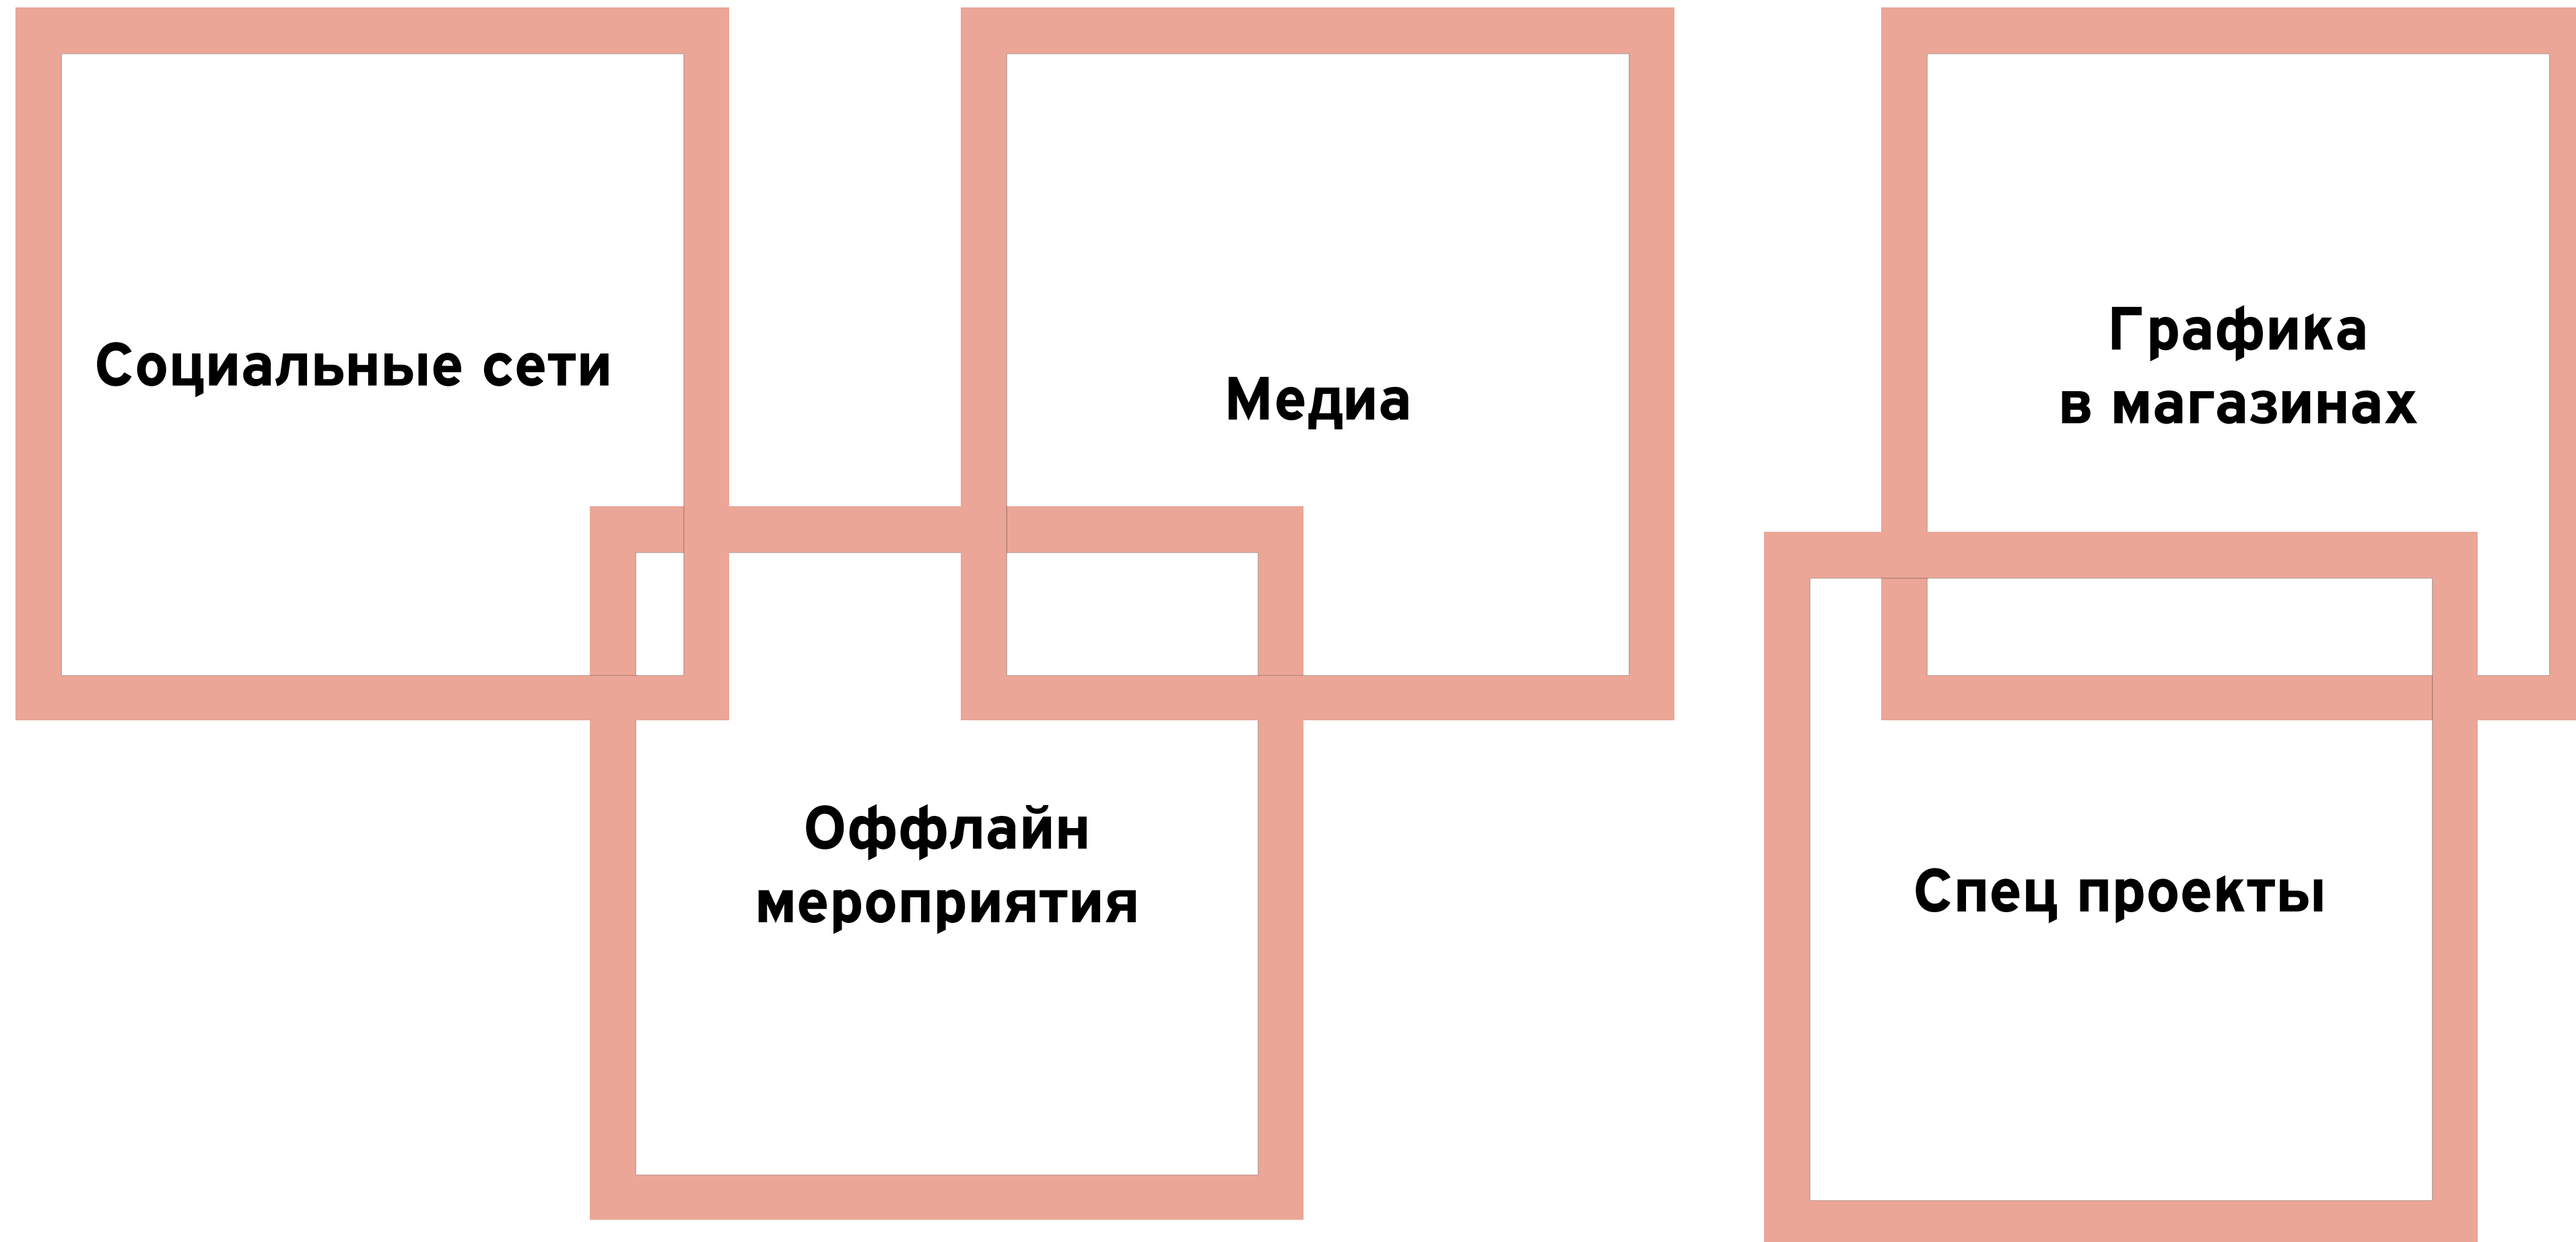 Социальные сети
Медиа
Графика
в магазинах
Оффлайн
мероприятия
Спец проекты